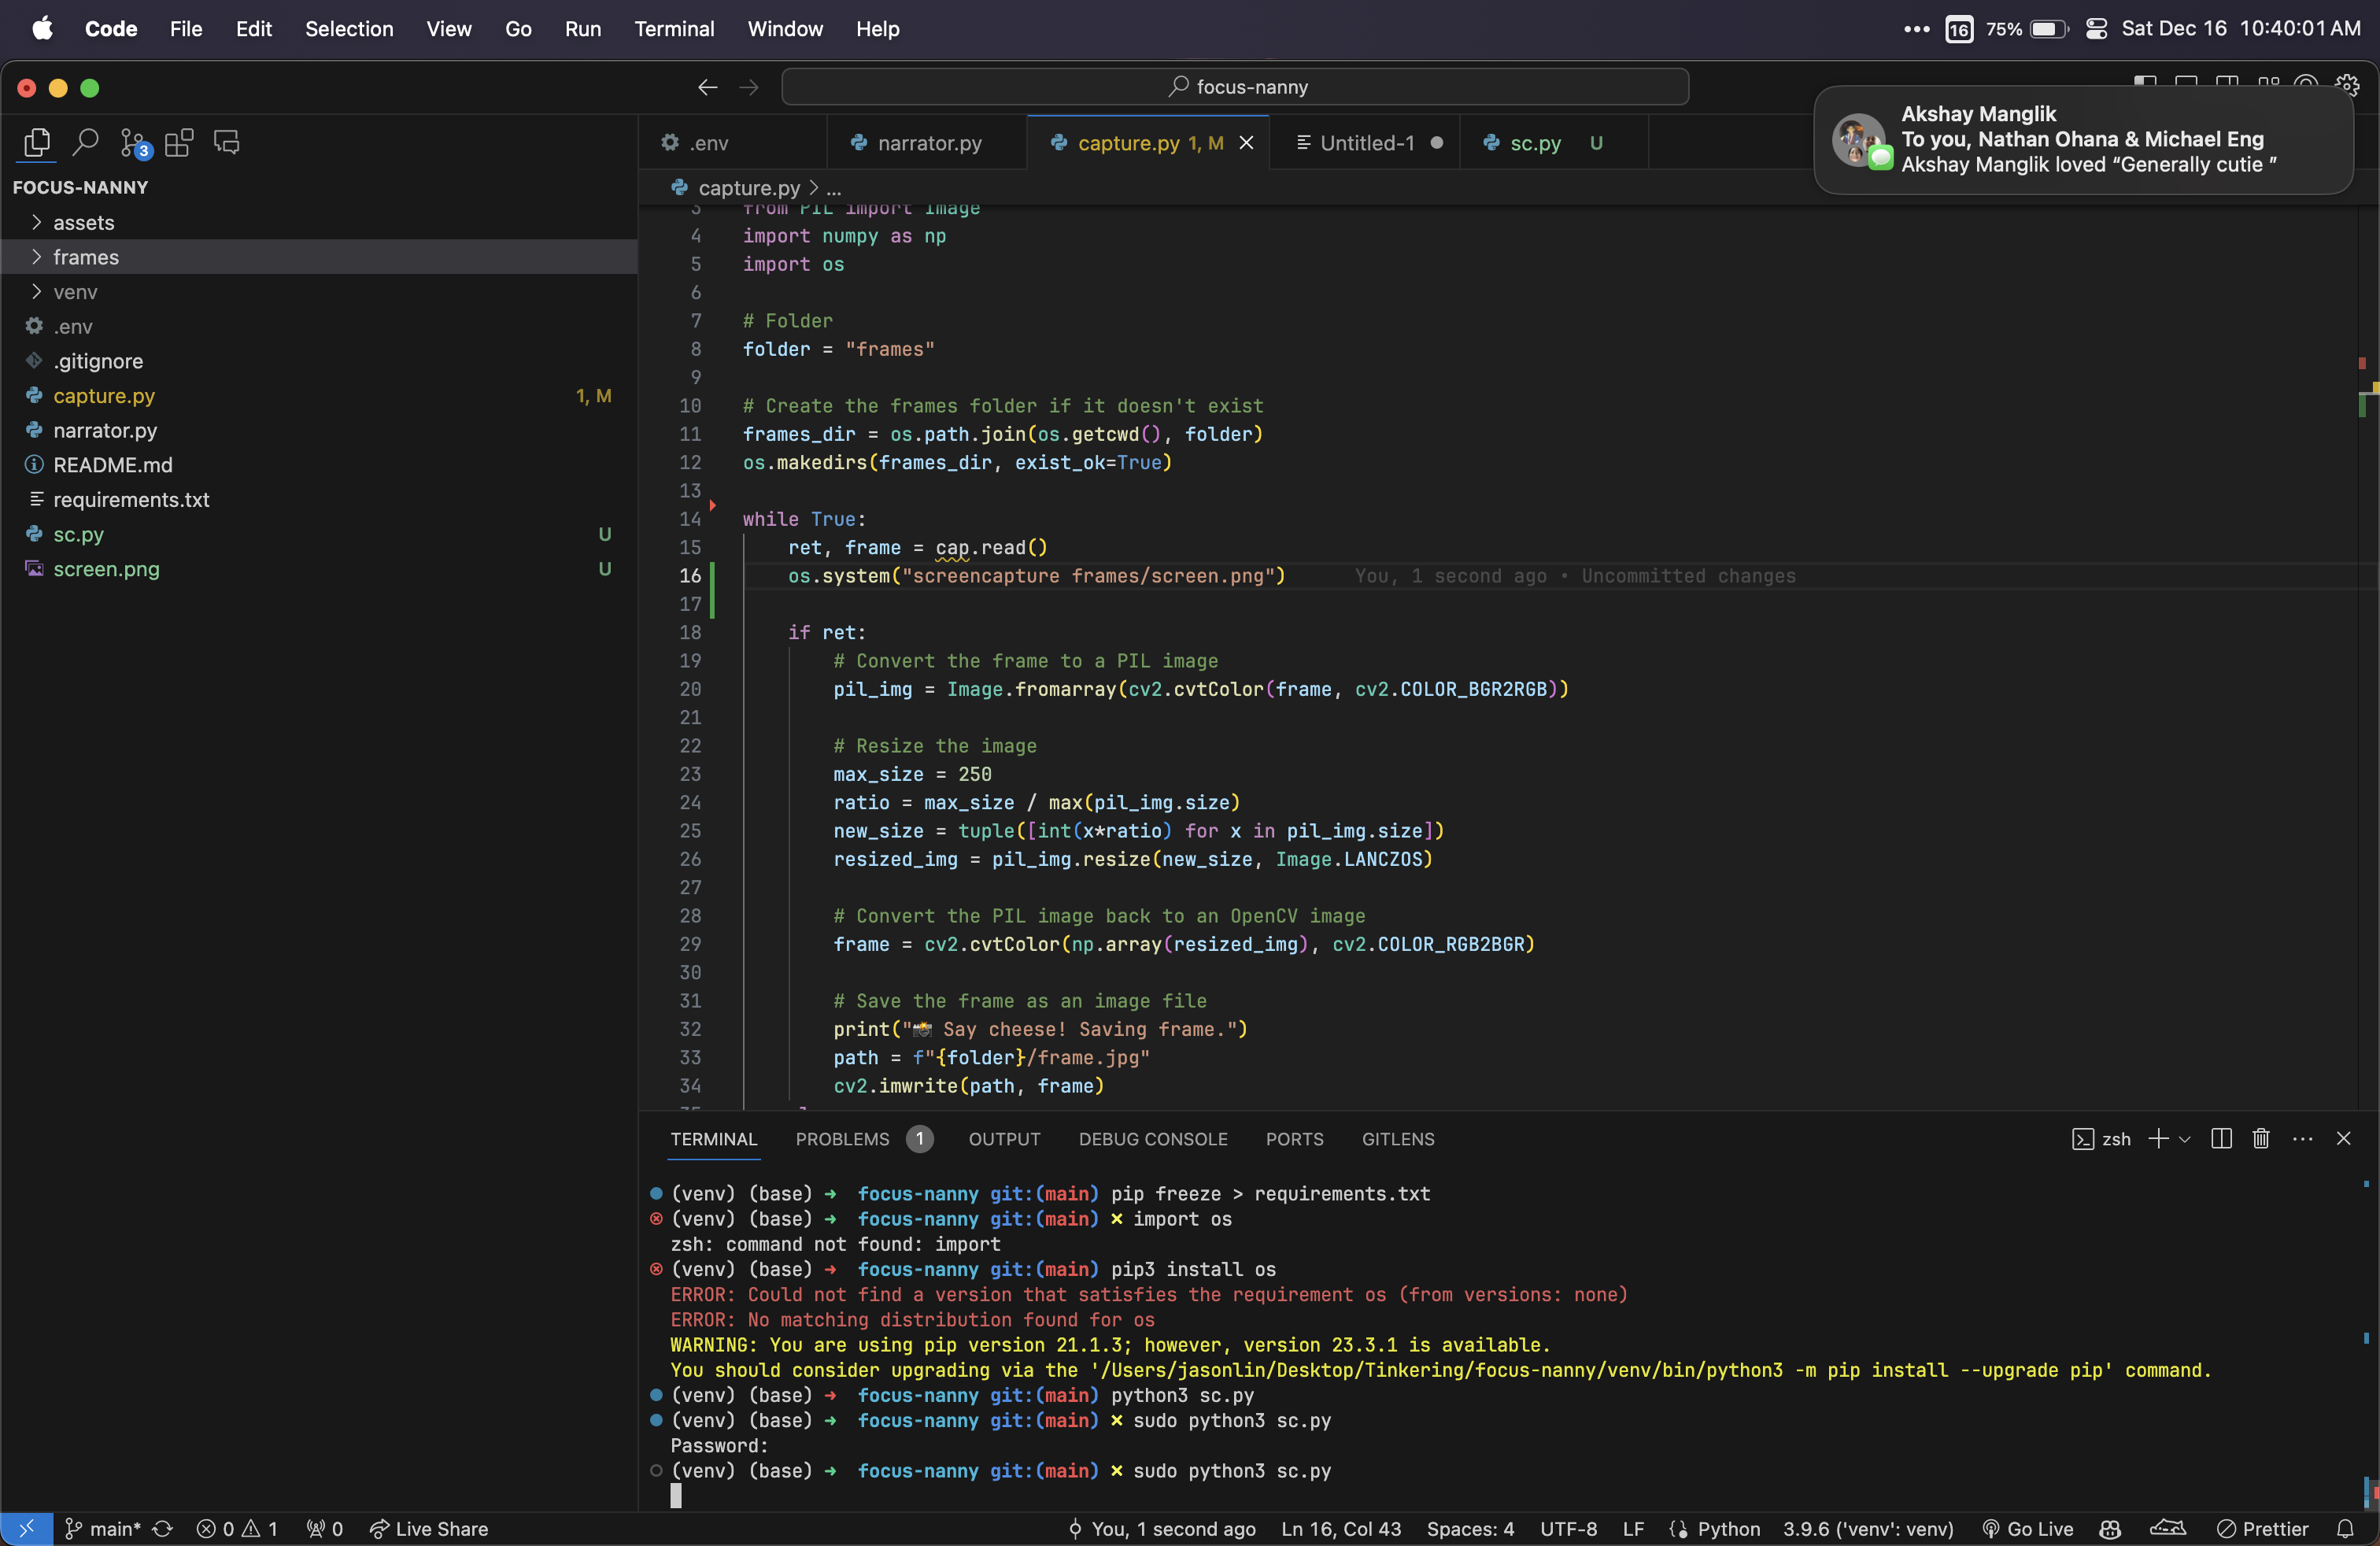 Code File Edit Selection View Go Run Terminal Window Help
16 75% Sat Dec 16 10:40:01 AM
focus-nanny
Akshay Manglik
To you, Nathan Ohana & Michael Eng
Akshay Manglik loved “Generally cutie ”
3
FOCUS-NANNY
assets
frames
venv
.env
.gitignore
capture.py 1, M
narrator.py
README.md
requirements.txt
sc.py U
screen.png U
.env narrator.py capture.py 1, M Untitled-1 sc.py U
capture.py > ...
3 from PIL import Image
4 import numpy as np
5 import os
6
7 # Folder
8 folder = "frames"
9
10 # Create the frames folder if it doesn't exist
11 frames_dir = os.path.join(os.getcwd(), folder)
12 os.makedirs(frames_dir, exist_ok=True)
13
14 while True:
15 ret, frame = cap.read()
16 os.system("screencapture frames/screen.png") You, 1 second ago • Uncommitted changes
17
18 if ret:
19 # Convert the frame to a PIL image
20 pil_img = Image.fromarray(cv2.cvtColor(frame, cv2.COLOR_BGR2RGB))
21
22 # Resize the image
23 max_size = 250
24 ratio = max_size / max(pil_img.size)
25 new_size = tuple([int(x*ratio) for x in pil_img.size])
26 resized_img = pil_img.resize(new_size, Image.LANCZOS)
27
28 # Convert the PIL image back to an OpenCV image
29 frame = cv2.cvtColor(np.array(resized_img), cv2.COLOR_RGB2BGR)
30
31 # Save the frame as an image file
32 print("📸 Say cheese! Saving frame.")
33 path = f"{folder}/frame.jpg"
34 cv2.imwrite(path, frame)
TERMINAL PROBLEMS 1 OUTPUT DEBUG CONSOLE PORTS GITLENS zsh
(venv) (base) ➜ focus-nanny git:(main) pip freeze > requirements.txt
(venv) (base) ➜ focus-nanny git:(main) ✗ import os
zsh: command not found: import
(venv) (base) ➜ focus-nanny git:(main) pip3 install os
ERROR: Could not find a version that satisfies the requirement os (from versions: none)
ERROR: No matching distribution found for os
WARNING: You are using pip version 21.1.3; however, version 23.3.1 is available.
You should consider upgrading via the '/Users/jasonlin/Desktop/Tinkering/focus-nanny/venv/bin/python3 -m pip install --upgrade pip' command.
(venv) (base) ➜ focus-nanny git:(main) python3 sc.py
(venv) (base) ➜ focus-nanny git:(main) ✗ sudo python3 sc.py
Password:
(venv) (base) ➜ focus-nanny git:(main) ✗ sudo python3 sc.py
main* 0 1 0 Live Share You, 1 second ago Ln 16, Col 43 Spaces: 4 UTF-8 LF Python 3.9.6 ('venv': venv) Go Live Prettier